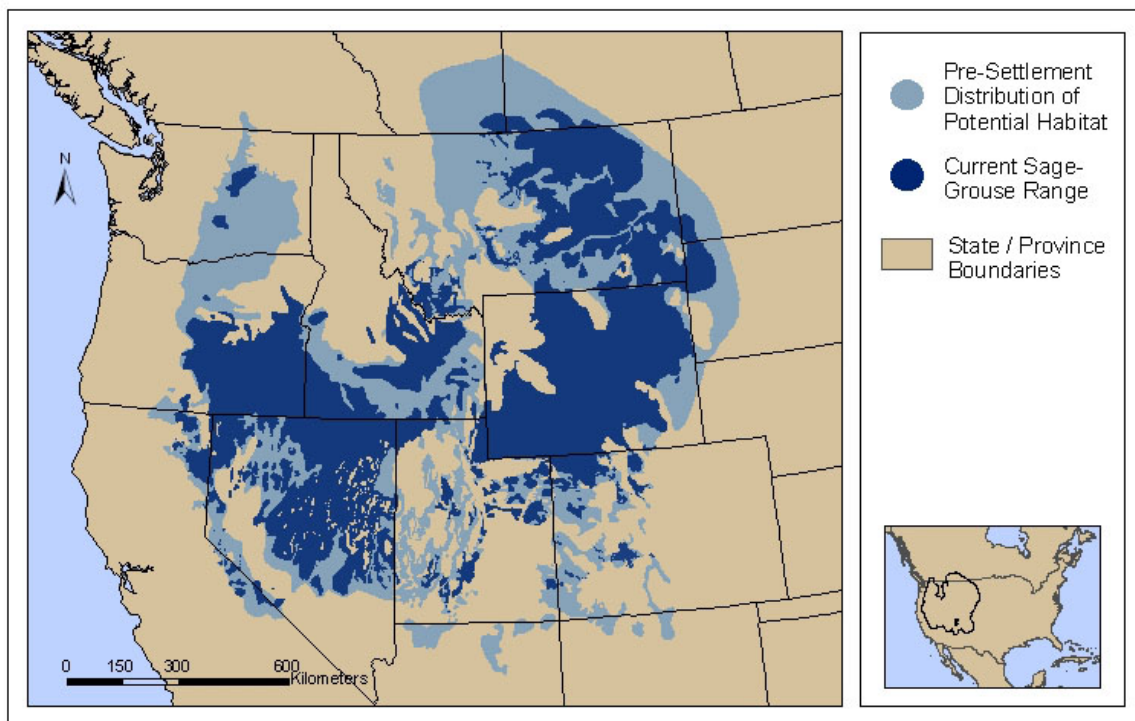 N
0 150 300 600
Kilometers
Pre-Settlement
Distribution of
Potential Habitat
Current Sage-
Grouse Range
State / Province
Boundaries